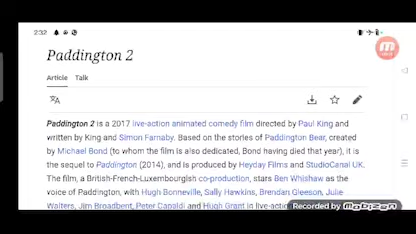 2:32
Paddington 2
Article Talk
Paddington 2 is a 2017 live-action animated comedy film directed by Paul King and
written by King and Simon Farnaby. Based on the stories of Paddington Bear, created
by Michael Bond (to whom the film is also dedicated, Bond having died that year), it is
the sequel to Paddington (2014), and is produced by Heyday Films and StudioCanal UK.
The film, a British-French-Luxembourgish co-production, stars Ben Whishaw as the
voice of Paddington, with Hugh Bonneville, Sally Hawkins, Brendan Gleeson, Julie
Walters, Jim Broadbent, Peter Capaldi and Hugh Grant in live-action
Recorded by mobizen